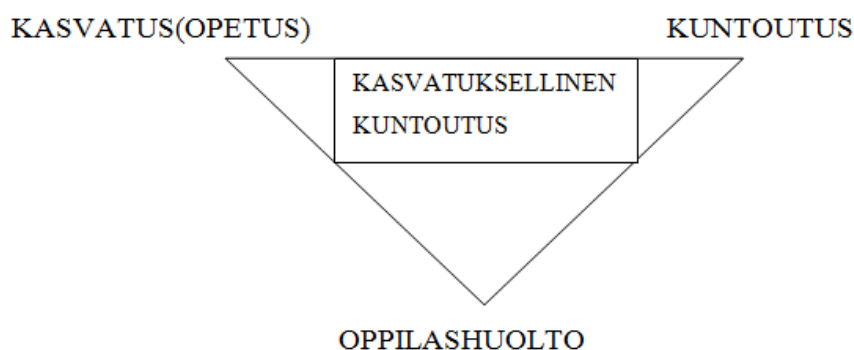 KASVATUS(OPETUS) KUNTOUTUS
KASVATUKSELLINEN
KUNTOUTUS
OPPILASHUOLTO